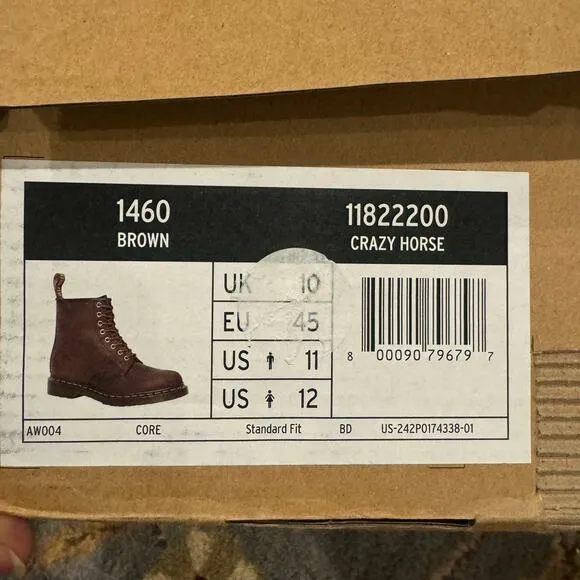 1460
BROWN
11822200
CRAZY HORSE
UK 10
EU 45
US 11
US 12
8 00090 79679 7
AW004 CORE Standard Fit BD US-242P0174338-01